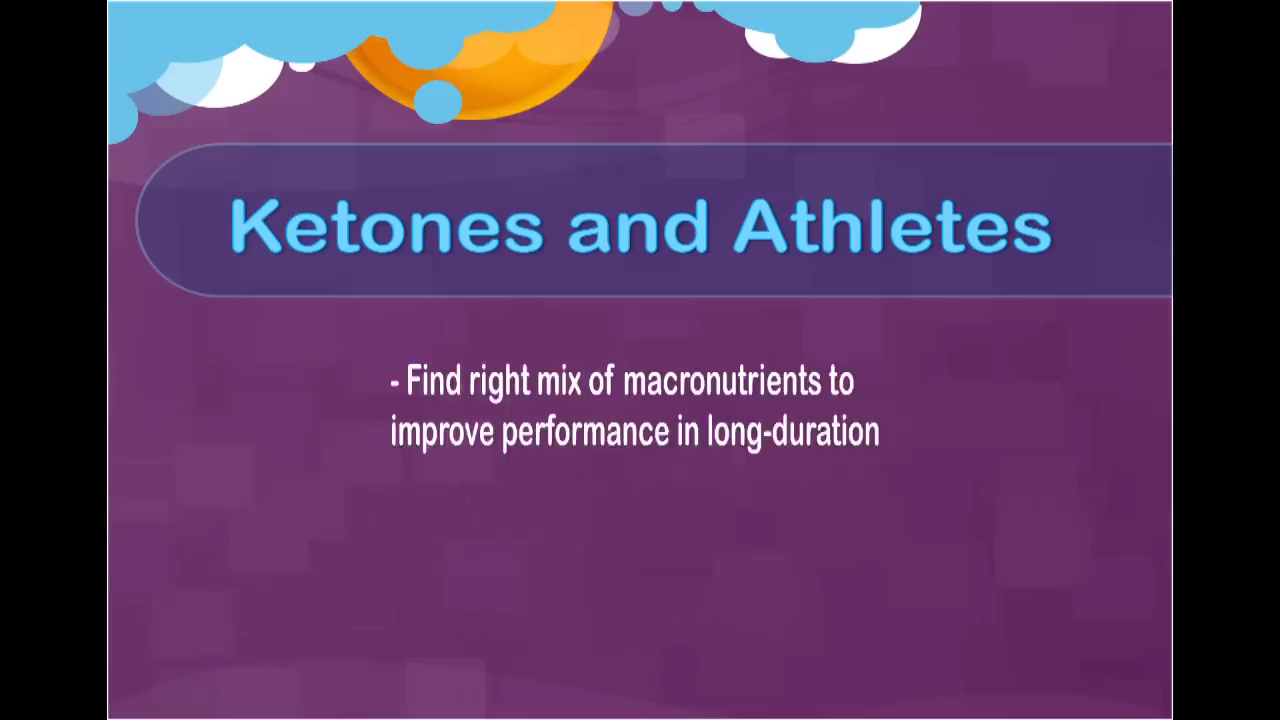 Ketones and Athletes
- Find right mix of macronutrients to
improve performance in long-duration